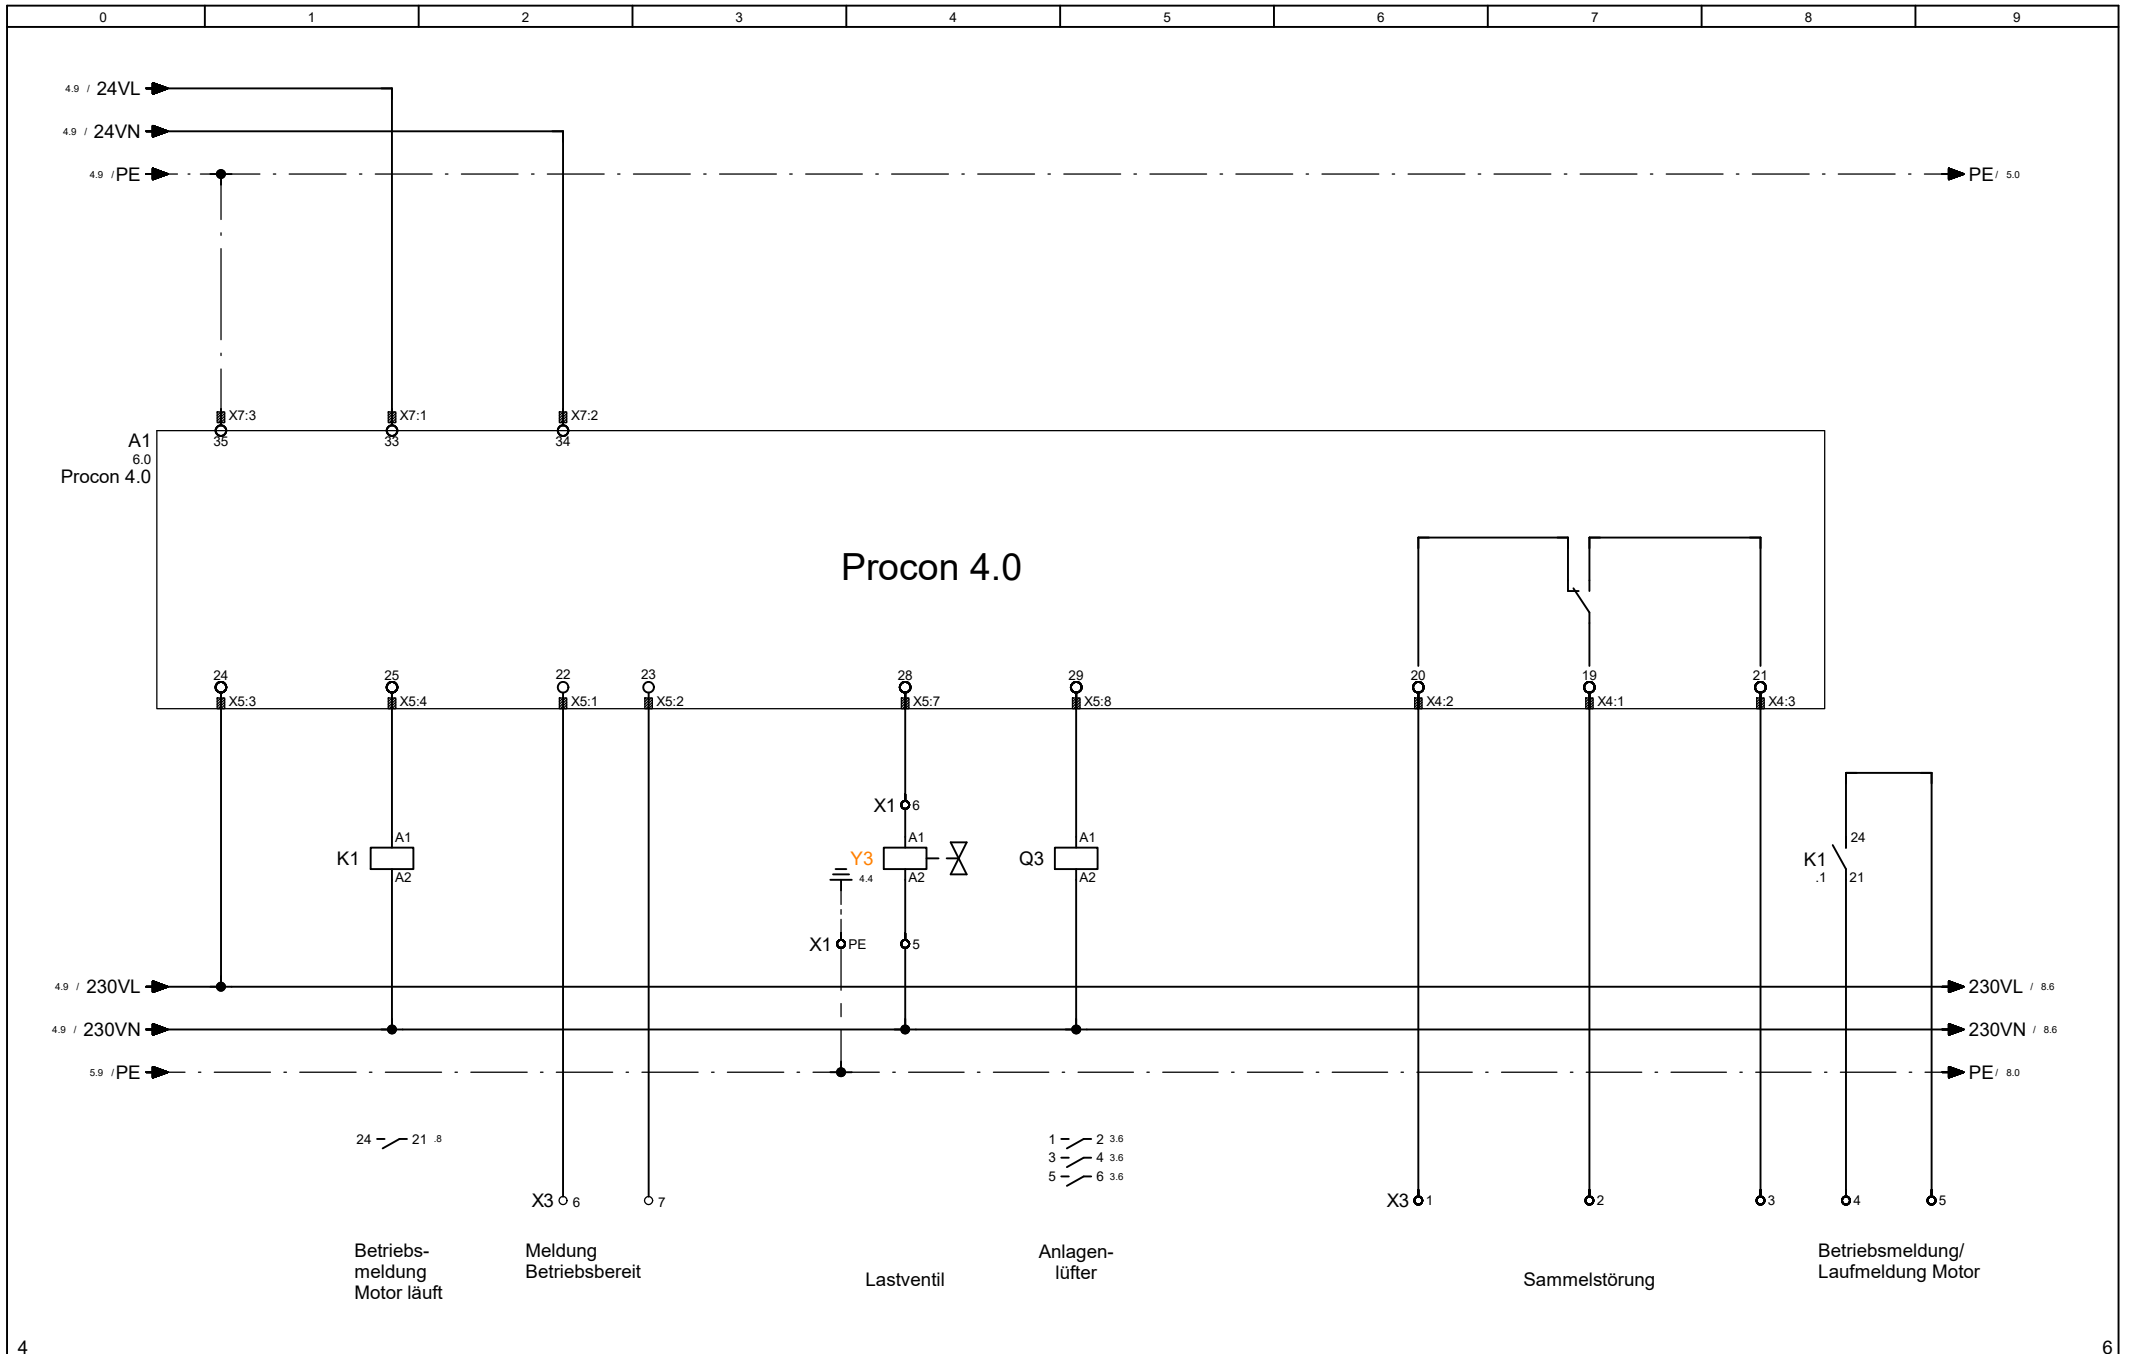 0 1 2 3 4 5 6 7 8 9
4.9 / 24VL
4.9 / 24VN
4.9 / PE PE / 5.0
X7:3 X7:1 X7:2
A1 35 33 34
6.0
Procon 4.0
Procon 4.0
24 25 22 23 28 29 20 19 21
X5:3 X5:4 X5:1 X5:2 X5:7 X5:8 X4:2 X4:1 X4:3
X1 6
A1 A1 A1 24
K1 Y3 Q3 K1
A2 4.4 A2 A2 .1 21
X1 PE 5
4.9 / 230VL 230VL / 8.6
4.9 / 230VN 230VN / 8.6
5.9 / PE PE / 8.0
24 21 .8 1 2 3.6
3 4 3.6
5 6 3.6
X3 6 7 X3 1 2 3 4 5
Betriebs-
meldung
Motor läuft
Meldung
Betriebsbereit
Lastventil
Anlagen-
lüfter
Sammelstörung
Betriebsmeldung/
Laufmeldung Motor
4 6